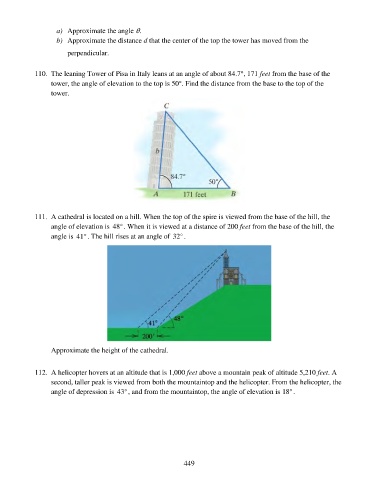 a) Approximate the angle θ.
b) Approximate the distance d that the center of the top the tower has moved from the
perpendicular.
110. The leaning Tower of Pisa in Italy leans at an angle of about 84.7°, 171 feet from the base of the
tower, the angle of elevation to the top is 50°. Find the distance from the base to the top of the
tower.
C
b
84.7°
50°
A 171 feet B
111. A cathedral is located on a hill. When the top of the spire is viewed from the base of the hill, the
angle of elevation is 48°. When it is viewed at a distance of 200 feet from the base of the hill, the
angle is 41°. The hill rises at an angle of 32°.
41° 48°
200'
Approximate the height of the cathedral.
112. A helicopter hovers at an altitude that is 1,000 feet above a mountain peak of altitude 5,210 feet. A
second, taller peak is viewed from both the mountaintop and the helicopter. From the helicopter, the
angle of depression is 43°, and from the mountaintop, the angle of elevation is 18°.
449